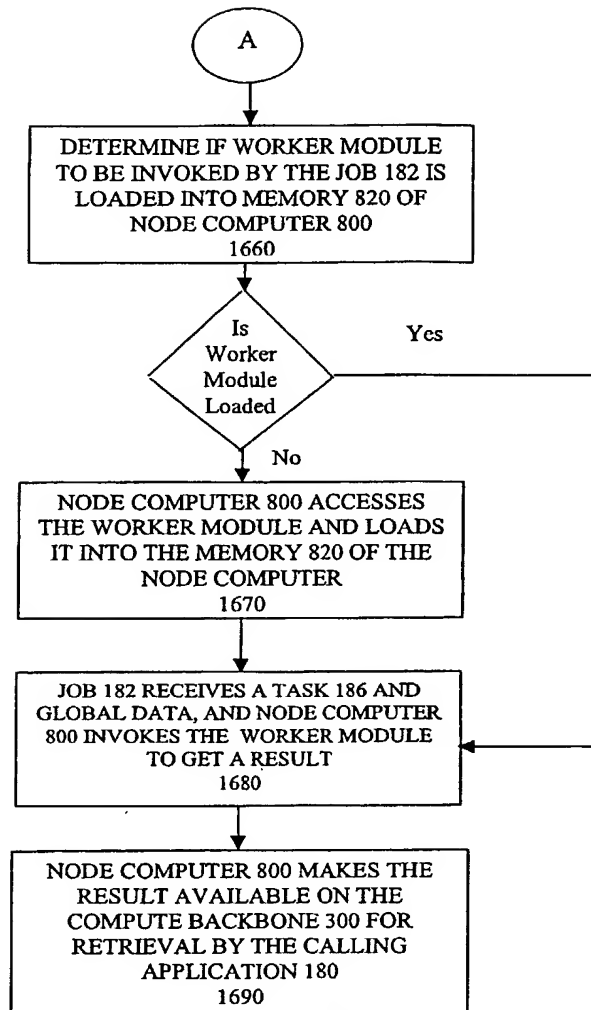 A
DETERMINE IF WORKER MODULE
TO BE INVOKED BY THE JOB 182 IS
LOADED INTO MEMORY 820 OF
NODE COMPUTER 800
1660
Is
Worker
Module
Loaded
Yes
No
NODE COMPUTER 800 ACCESSES
THE WORKER MODULE AND LOADS
IT INTO THE MEMORY 820 OF THE
NODE COMPUTER
1670
JOB 182 RECEIVES A TASK 186 AND
GLOBAL DATA, AND NODE COMPUTER
800 INVOKES THE WORKER MODULE
TO GET A RESULT
1680
NODE COMPUTER 800 MAKES THE
RESULT AVAILABLE ON THE
COMPUTE BACKBONE 300 FOR
RETRIEVAL BY THE CALLING
APPLICATION 180
1690